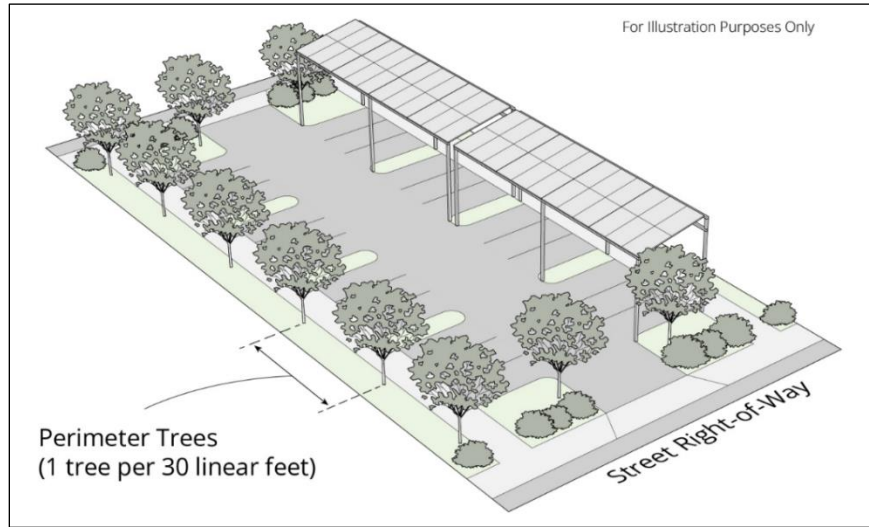 For Illustration Purposes Only
Perimeter Trees
(1 tree per 30 linear feet)
Street Right-of-Way